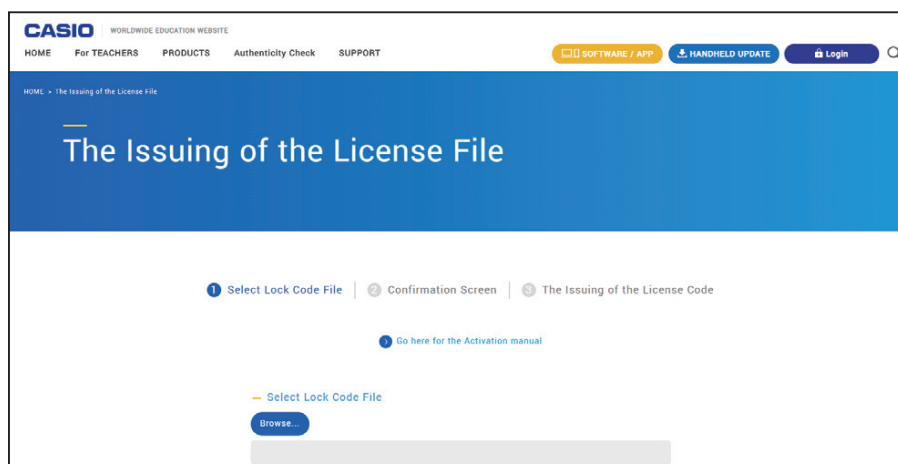 CASIO WORLDWIDE EDUCATION WEBSITE
HOME For TEACHERS PRODUCTS Authenticity Check SUPPORT SOFTWARE / APP HANDHELD UPDATE Login
HOME > The Issuing of the License File
The Issuing of the License File
1 Select Lock Code File 2 Confirmation Screen 3 The Issuing of the License Code
Go here for the Activation manual
Select Lock Code File
Browse...